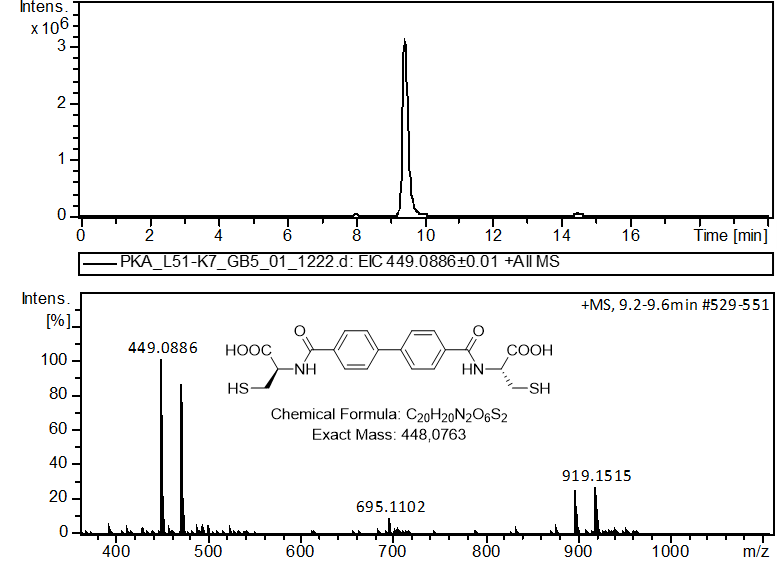 Intens.
x10⁶
3
2
1
0
0 2 4 6 8 10 12 14 16 Time [min]
PKA_L51-K7_GB5_01_1222.d: EIC 449.0886±0.01 +All MS
Intens.
[%]
+MS, 9.2-9.6min #529-551
449.0886
100
80
60
40
20
0
HOOC O O COOH
NH HN
HS SH
Chemical Formula: C₂₀H₂₀N₂O₆S₂
Exact Mass: 448,0763
919.1515
695.1102
400 500 600 700 800 900 1000 m/z